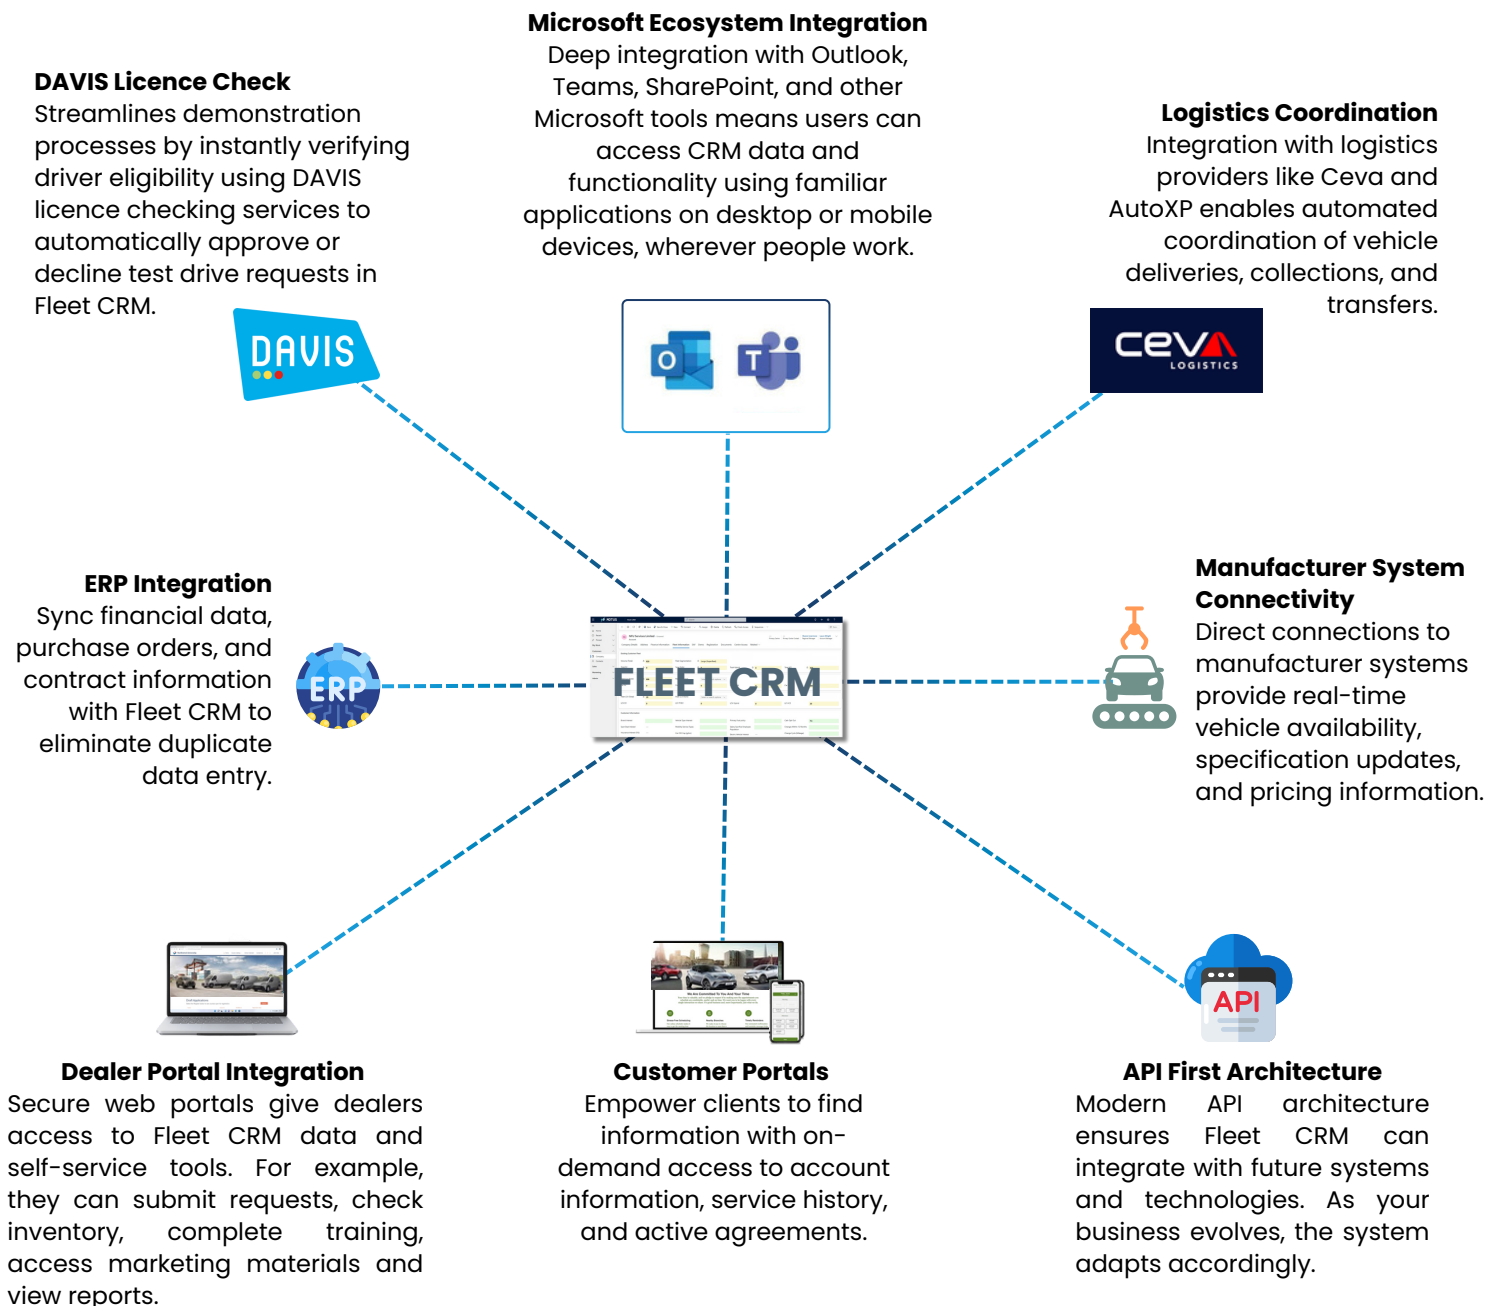 Microsoft Ecosystem Integration
Deep integration with Outlook,
Teams, SharePoint, and other
Microsoft tools means users can
access CRM data and
functionality using familiar
applications on desktop or mobile
devices, wherever people work.
DAVIS Licence Check
Streamlines demonstration
processes by instantly verifying
driver eligibility using DAVIS
licence checking services to
automatically approve or
decline test drive requests in
Fleet CRM.
Logistics Coordination
Integration with logistics
providers like Ceva and
AutoXP enables automated
coordination of vehicle
deliveries, collections, and
transfers.
DAVIS
O
T
CEVA
LOGISTICS
ERP Integration
Sync financial data,
purchase orders, and
contract information
with Fleet CRM to
eliminate duplicate
data entry.
ERP
FLEET CRM
Manufacturer System
Connectivity
Direct connections to
manufacturer systems
provide real-time
vehicle availability,
specification updates,
and pricing information.
Dealer Portal Integration
Secure web portals give dealers
access to Fleet CRM data and
self-service tools. For example,
they can submit requests, check
inventory, complete training,
access marketing materials and
view reports.
We Are Committed To You And Your Time
Customer Portals
Empower clients to find
information with on-
demand access to account
information, service history,
and active agreements.
API
API First Architecture
Modern API architecture
ensures Fleet CRM can
integrate with future systems
and technologies. As your
business evolves, the system
adapts accordingly.